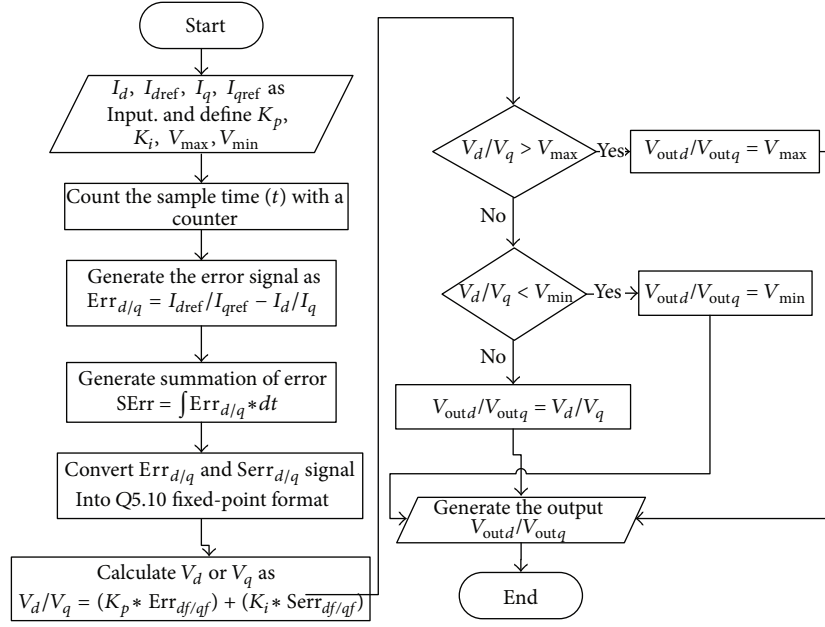 Start
I_d, I_dref, I_q, I_qref as
Input. and define K_p,
K_i, V_max, V_min
Count the sample time (t) with a
counter
Generate the error signal as
Err_d/q = I_dref/I_qref − I_d/I_q
Generate summation of error
SErr = ∫Err_d/q * dt
Convert Err_d/q and Serr_d/q signal
Into Q5.10 fixed-point format
Calculate V_d or V_q as
V_d/V_q = (K_p * Err_df/qf) + (K_i * Serr_df/qf)
V_d/V_q > V_max
Yes
V_outd/V_outq = V_max
No
V_d/V_q < V_min
Yes
V_outd/V_outq = V_min
No
V_outd/V_outq = V_d/V_q
Generate the output
V_outd/V_outq
End